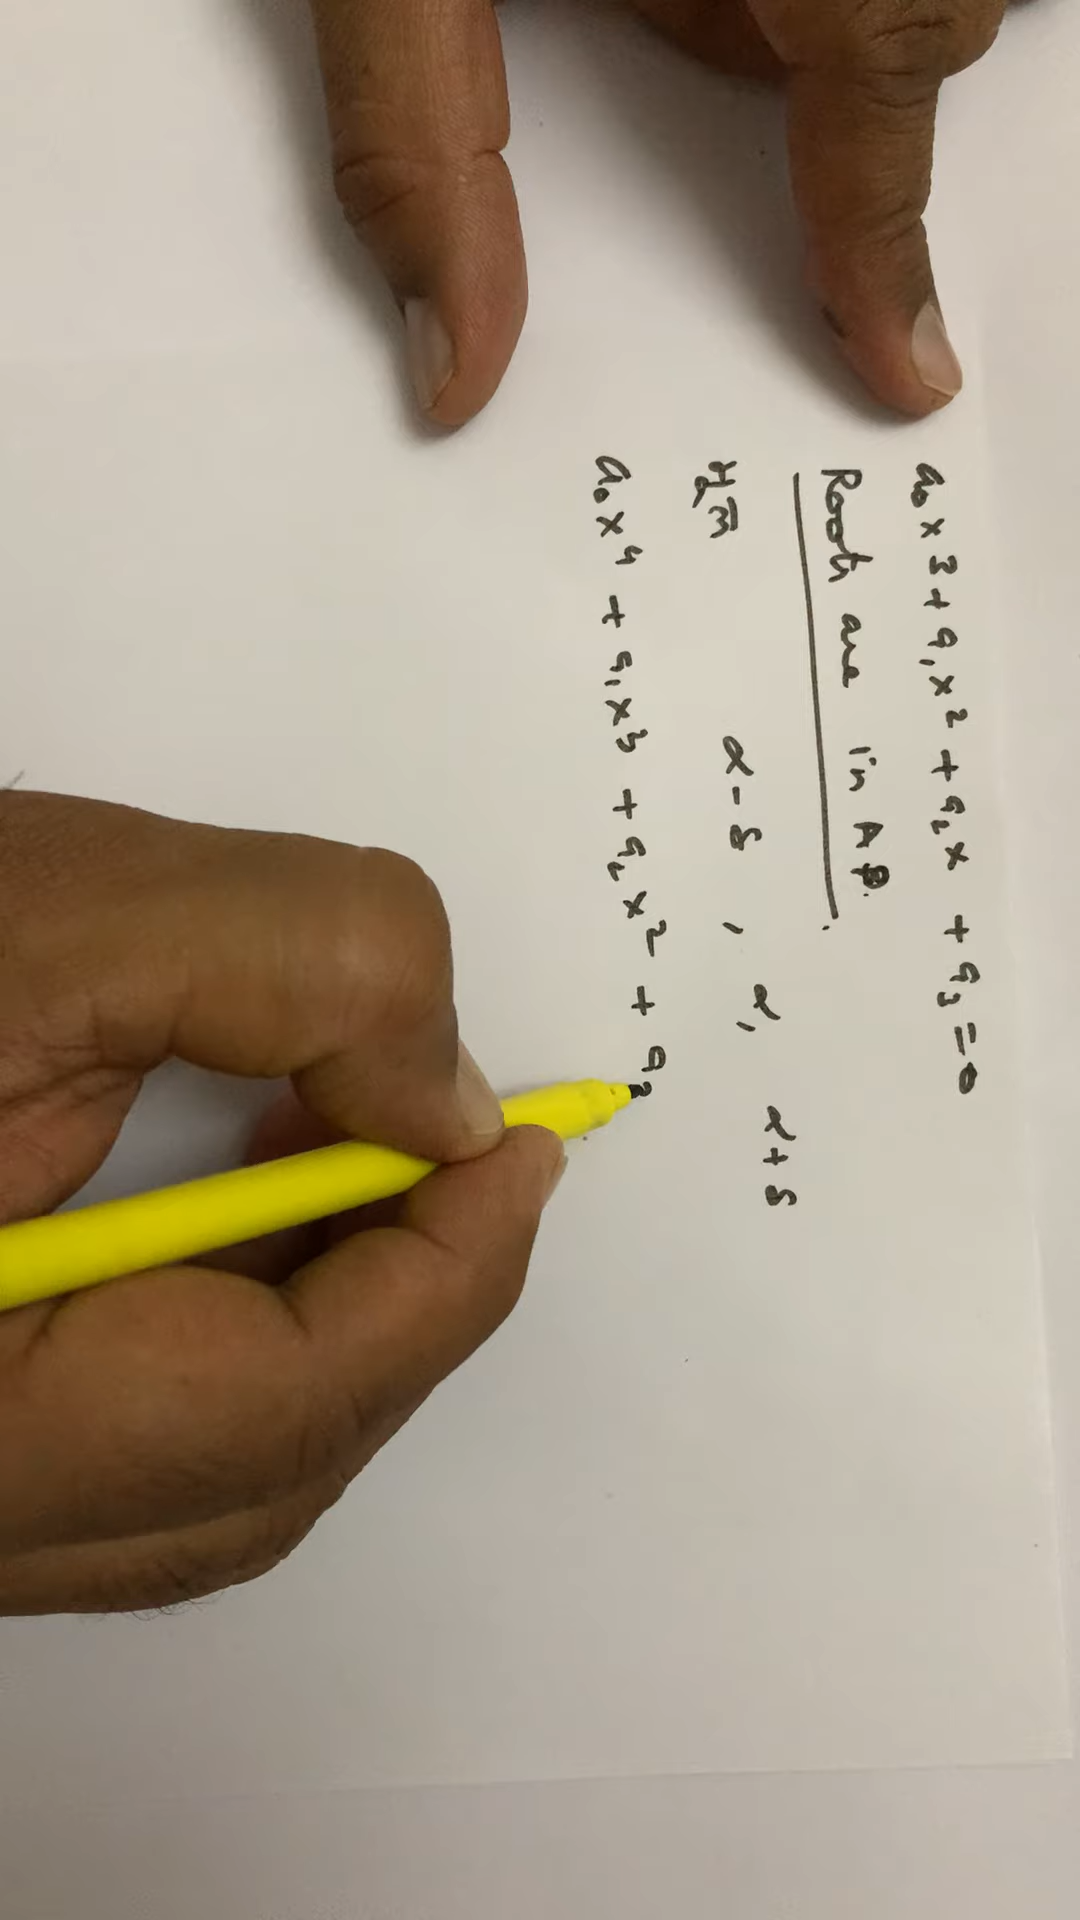 a₀x³ + a₁x² + a₂x + a₃ = 0
Roots are in A.P.
α-δ, α, α+δ
a₀x⁴ + a₁x³ + a₂x² + a₃